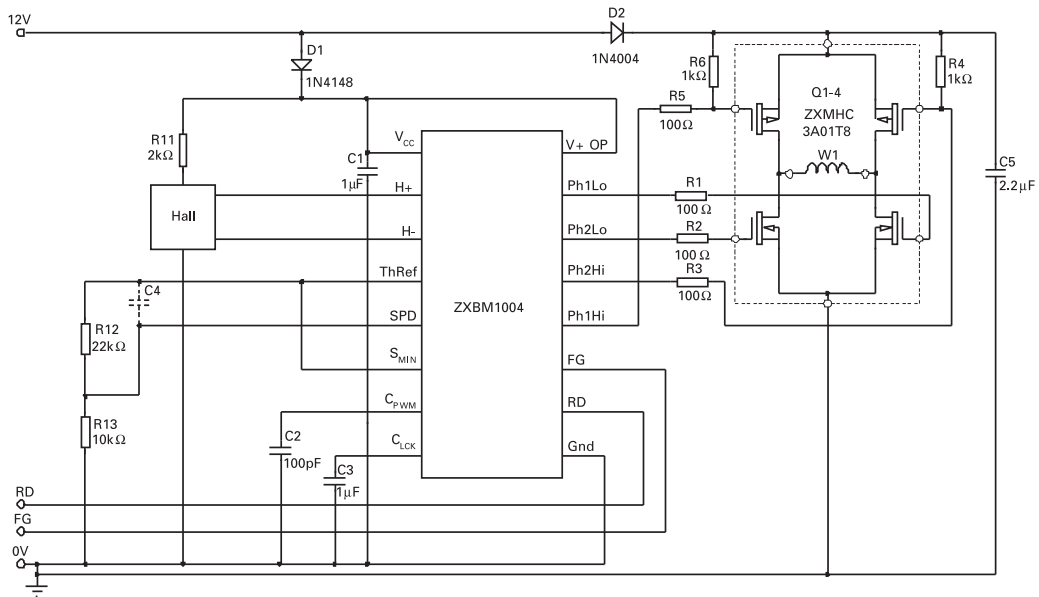 12V
D2
1N4004
D1
1N4148
R6
1kΩ
R4
1kΩ
R5
100Ω
Q1-4
ZXMHC
3A01T8
W1
C5
2.2μF
R11
2kΩ
C1
1μF
VCC
V+ OP
Hall
H+
Ph1Lo
R1
100Ω
H-
Ph2Lo
R2
100Ω
ThRef
Ph2Hi
R3
100Ω
C4
ZXBM1004
SPD
Ph1Hi
R12
22kΩ
SMIN
FG
CPWM
RD
R13
10kΩ
C2
100pF
CLCK
Gnd
C3
1μF
RD
FG
0V